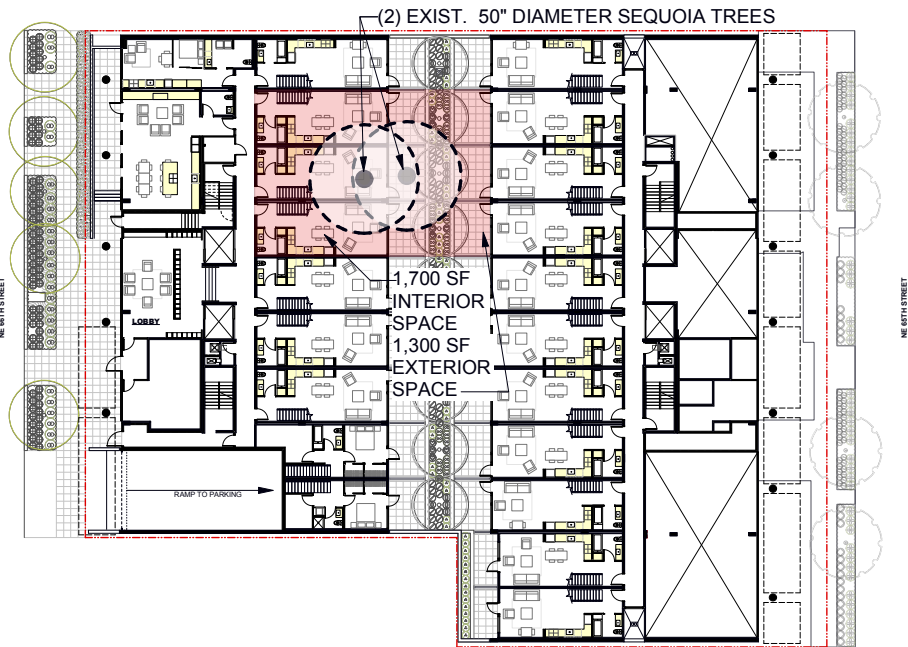 (2) EXIST. 50" DIAMETER SEQUOIA TREES
NE 66TH STREET
1,700 SF
INTERIOR
SPACE
1,300 SF
EXTERIOR
SPACE
LOBBY
RAMP TO PARKING
NE 65TH STREET